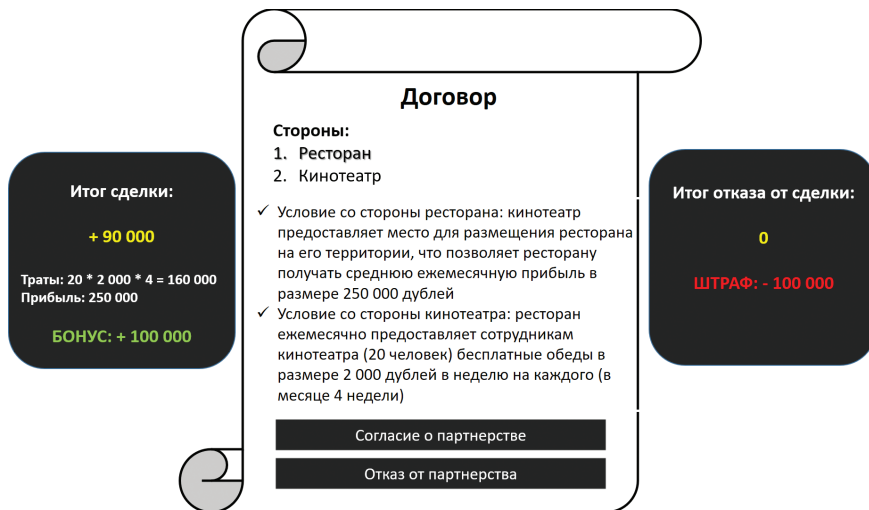 Договор
Стороны:
1. Ресторан
2. Кинотеатр
✓ Условие со стороны ресторана: кинотеатр
предоставляет место для размещения ресторана
на его территории, что позволяет ресторану
получать среднюю ежемесячную прибыль в
размере 250 000 дублей
✓ Условие со стороны кинотеатра: ресторан
ежемесячно предоставляет сотрудникам
кинотеатра (20 человек) бесплатные обеды в
размере 2 000 дублей в неделю на каждого (в
месяце 4 недели)
Согласие о партнерстве
Отказ от партнерства
Итог сделки:
+ 90 000
Траты: 20 * 2 000 * 4 = 160 000
Прибыль: 250 000
БОНУС: + 100 000
Итог отказа от сделки:
0
ШТРАФ: - 100 000